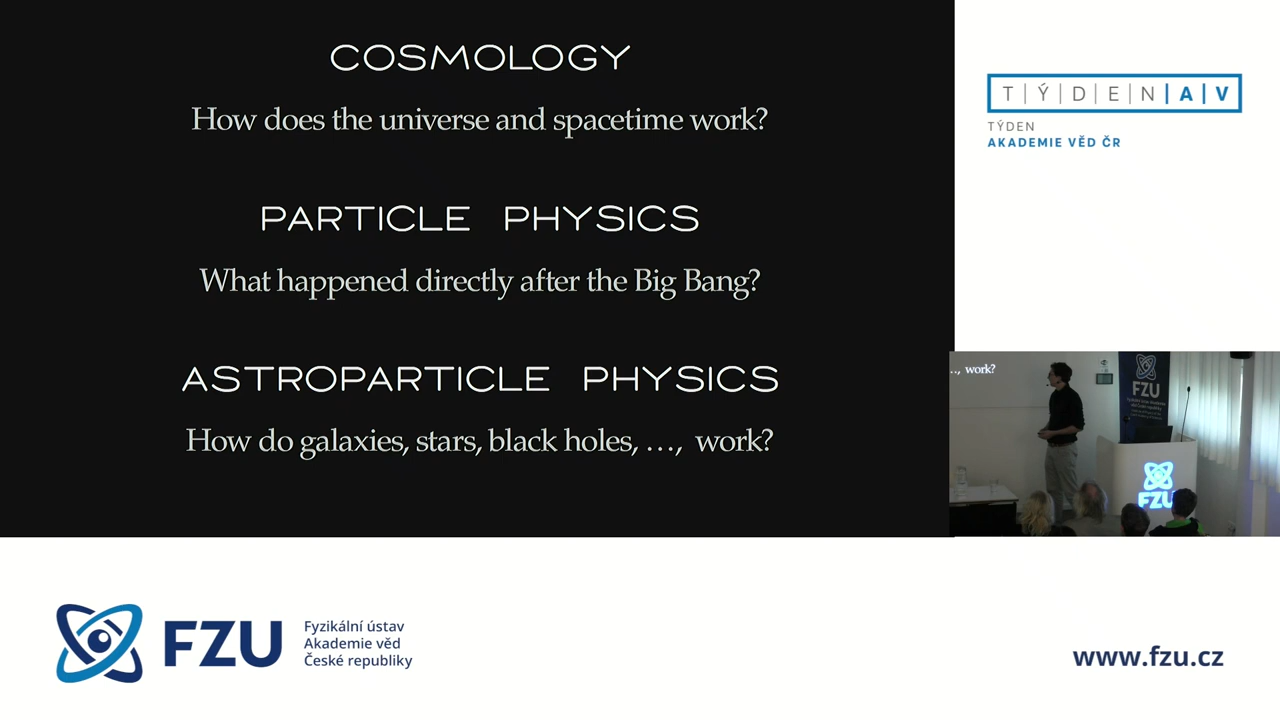 COSMOLOGY
How does the universe and spacetime work?
PARTICLE PHYSICS
What happened directly after the Big Bang?
ASTROPARTICLE PHYSICS
How do galaxies, stars, black holes, …, work?
T|Ý|D|E|N|A|V
TÝDEN
AKADEMIE VĚD ČR
.., work?
FZU
FZU
FZU
Fyzikální ústav
Akademie věd
České republiky
www.fzu.cz